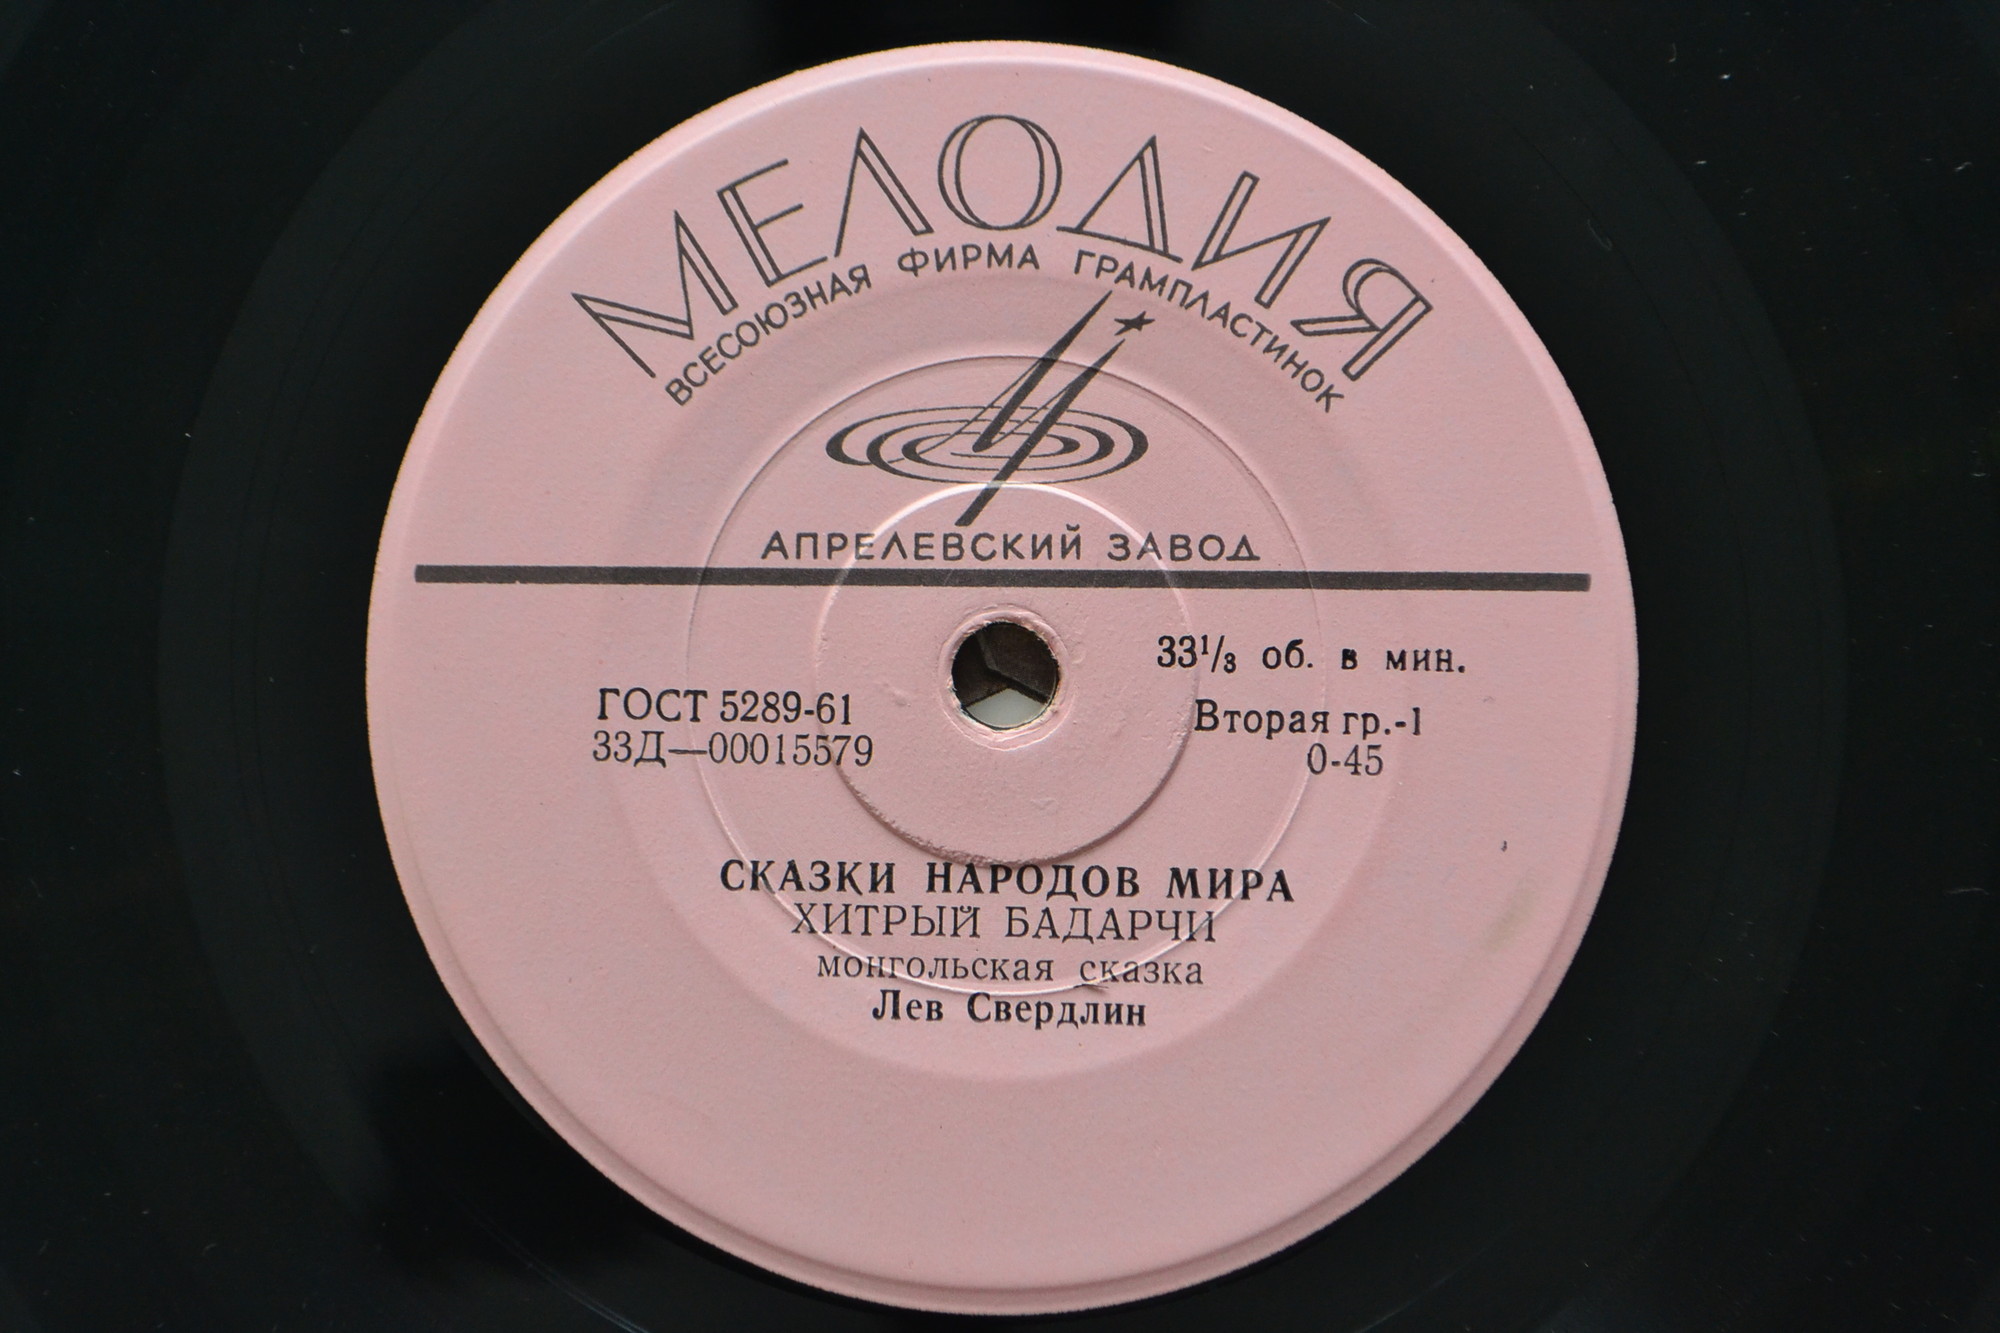 МЕЛОДИЯ
ВСЕСОЮЗНАЯ ФИРМА ГРАМПЛАСТИНОК
АПРЕЛЕВСКИЙ ЗАВОД
33⅓ об. в мин.
ГОСТ 5289-61
33Д—00015579
Вторая гр.-1
0-45
СКАЗКИ НАРОДОВ МИРА
ХИТРЫЙ БАДАРЧИ
монгольская сказка
Лев Свердлин